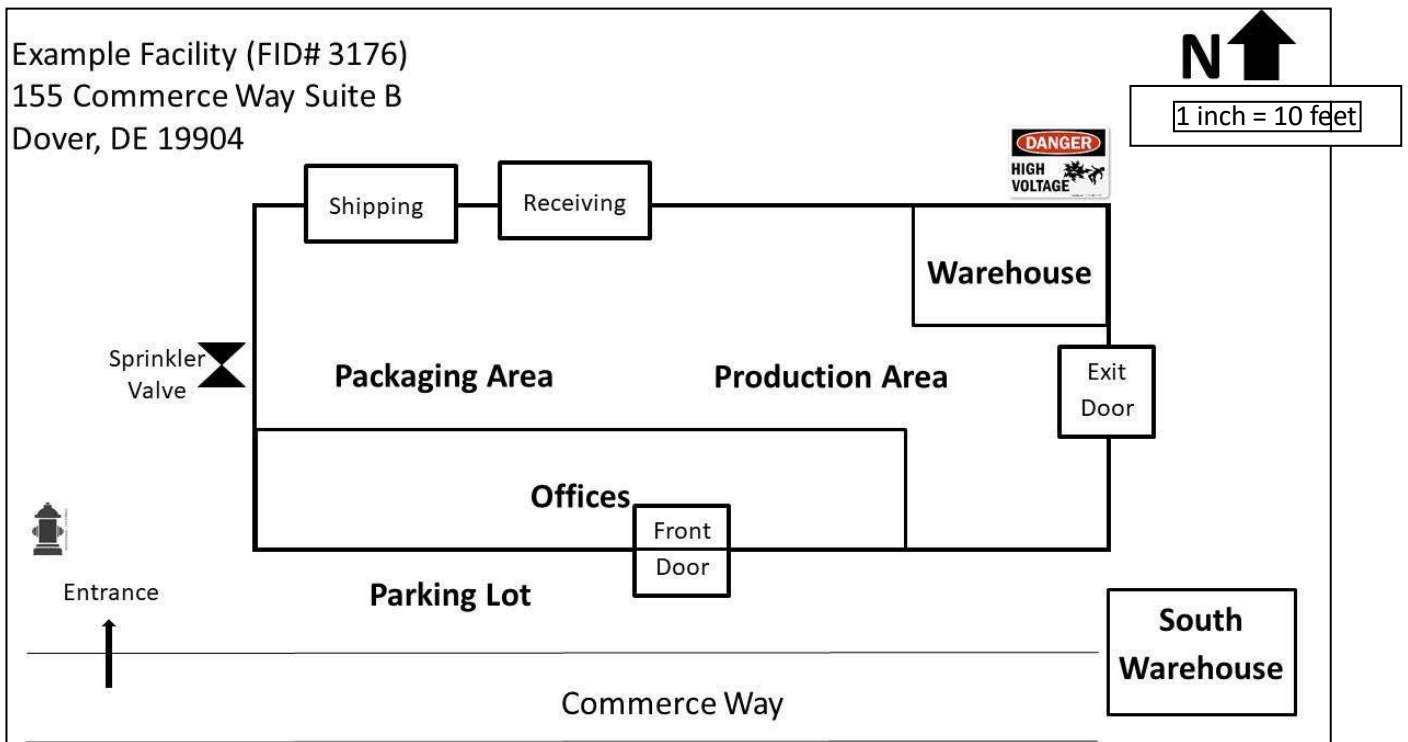 Example Facility (FID# 3176)
155 Commerce Way Suite B
Dover, DE 19904
N
1 inch = 10 feet
DANGER
HIGH
VOLTAGE
Shipping
Receiving
Warehouse
Sprinkler
Valve
Packaging Area
Production Area
Exit
Door
Offices
Front
Door
Entrance
Parking Lot
South
Warehouse
Commerce Way